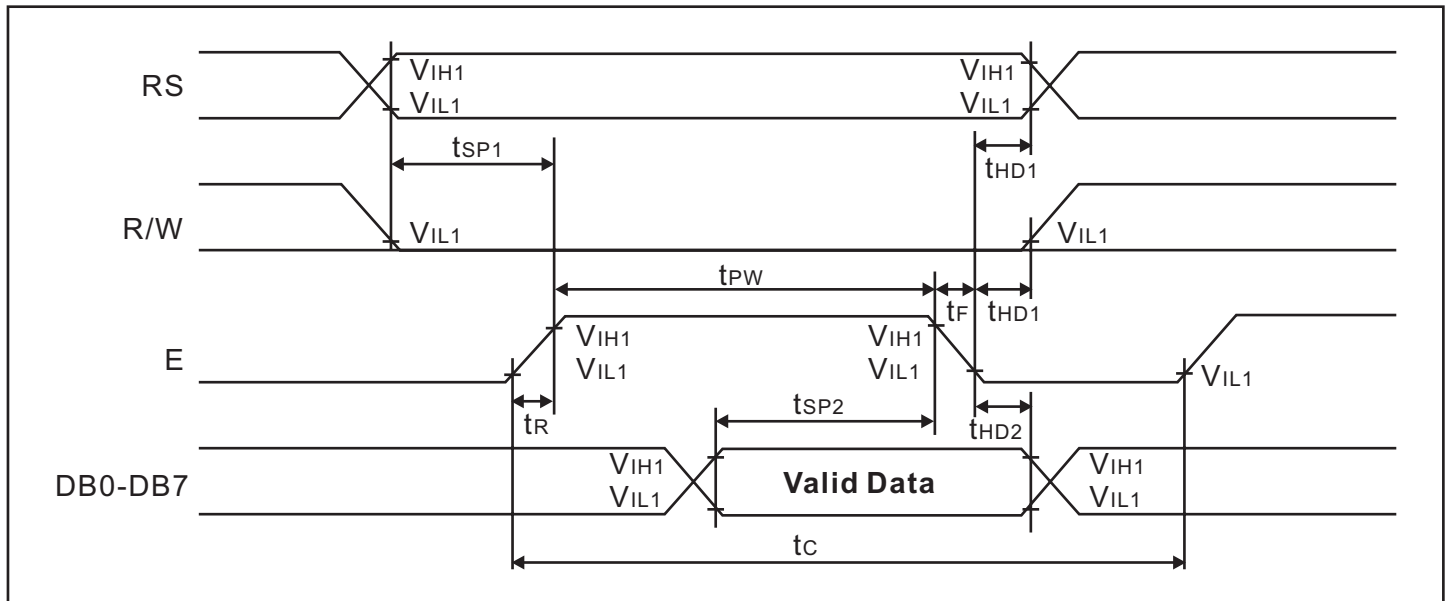 RS
VIH1
VIL1
VIH1
VIL1
tSP1
tHD1
R/W
VIL1
VIL1
tPW
tF
tHD1
E
VIH1
VIL1
VIH1
VIL1
VIL1
tR
tSP2
tHD2
DB0-DB7
VIH1
VIL1
Valid Data
VIH1
VIL1
tC